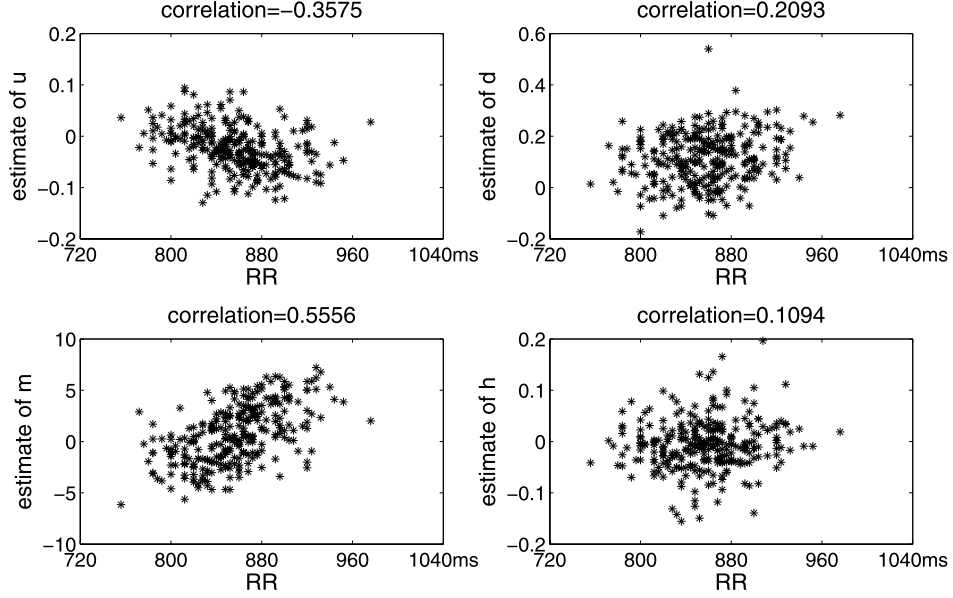 correlation=−0.3575
0.2
0.1
0
−0.1
−0.2
estimate of u
720 800 880 960 1040ms
RR
correlation=0.2093
0.6
0.4
0.2
0
−0.2
estimate of d
720 800 880 960 1040ms
RR
correlation=0.5556
10
5
0
−5
−10
estimate of m
720 800 880 960 1040ms
RR
correlation=0.1094
0.2
0.1
0
−0.1
−0.2
estimate of h
720 800 880 960 1040ms
RR